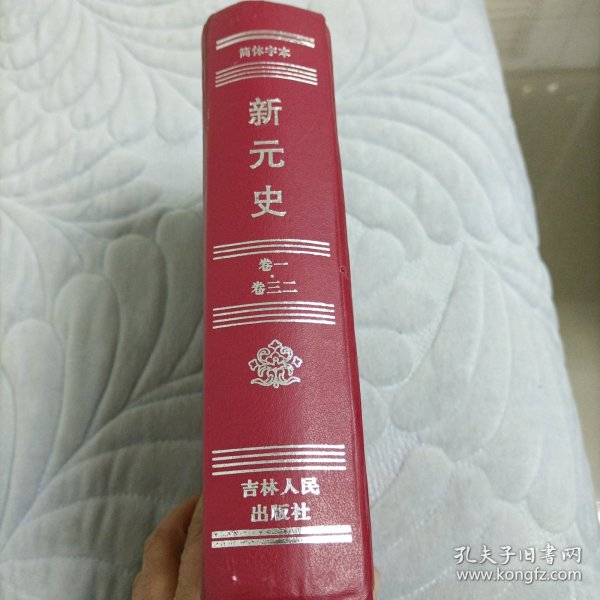 简体字本
新元史
卷一
·
卷三二
吉林人民
出版社
孔夫子旧书网
www.kongfz.com